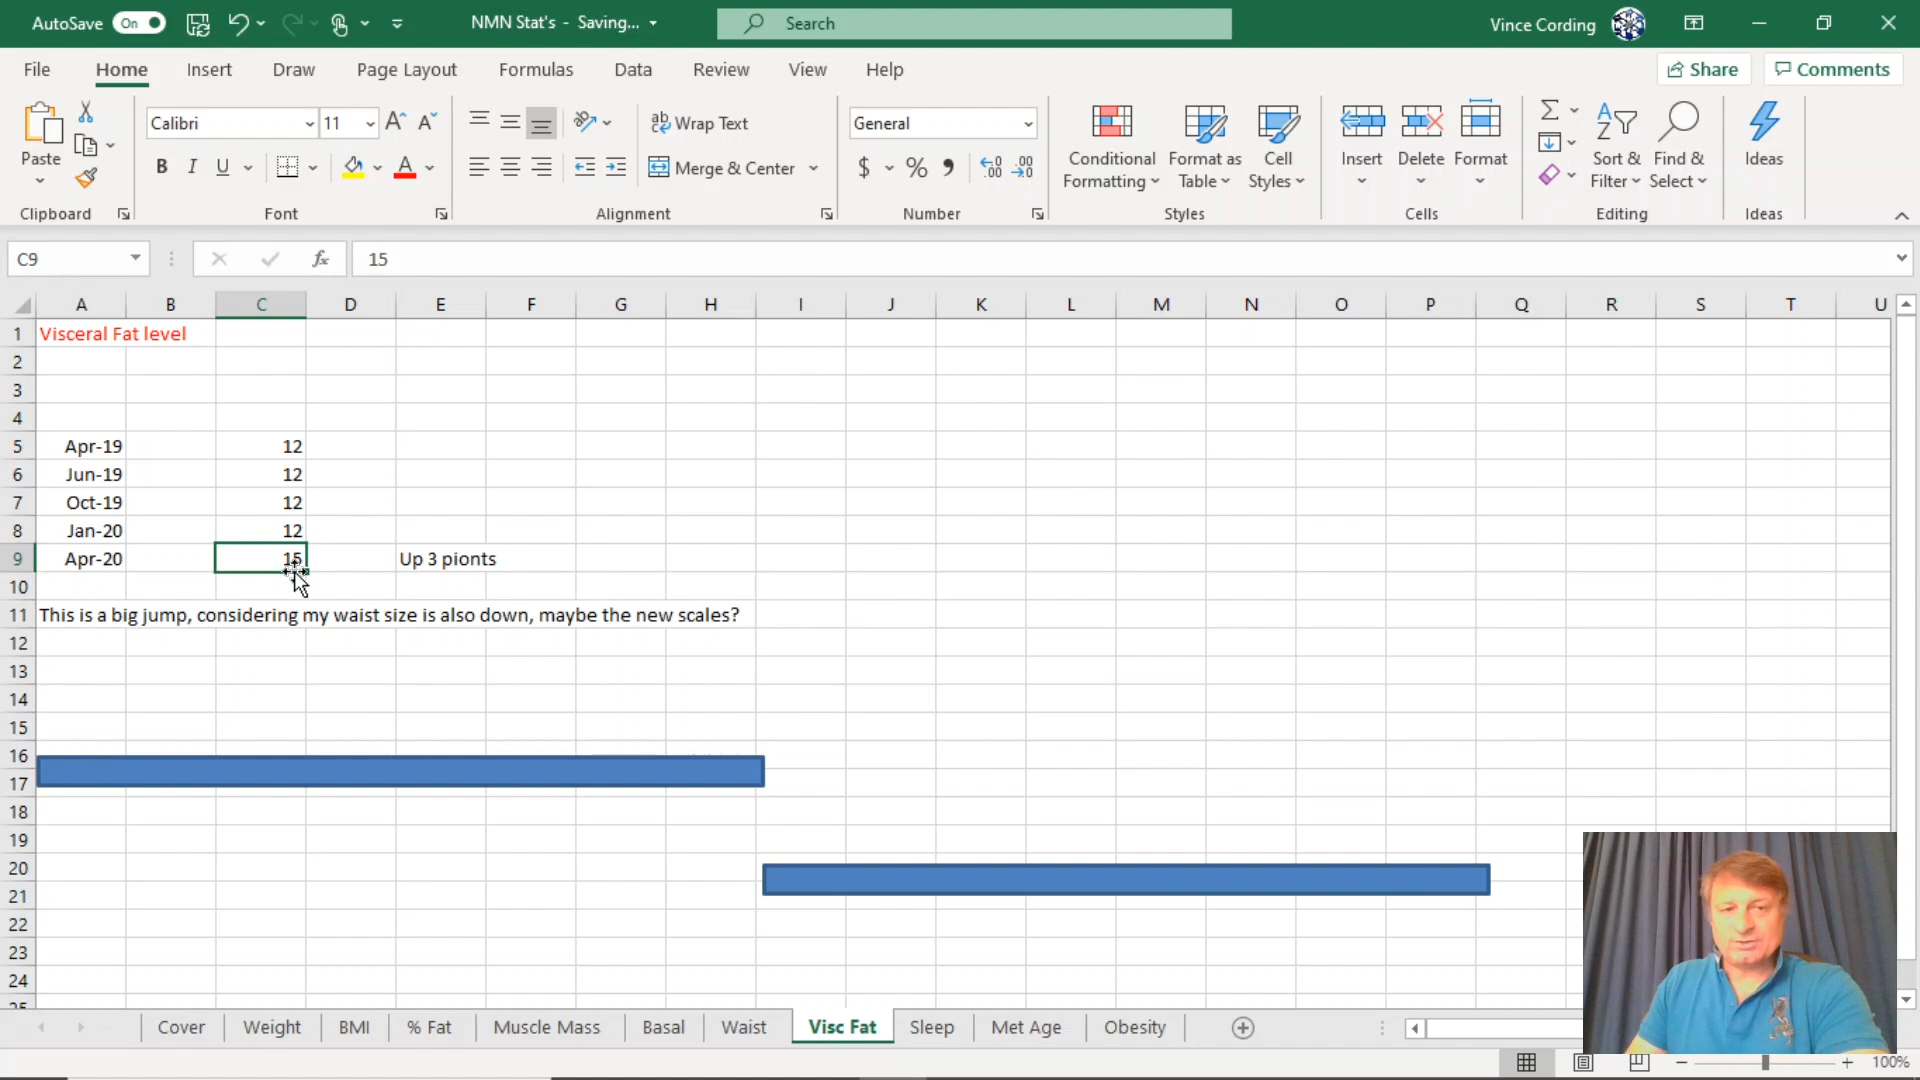 AutoSave On NMN Stat's - Saving... Search Vince Cording
File Home Insert Draw Page Layout Formulas Data Review View Help Share Comments
Paste Calibri 11 B I U A Wrap Text Merge & Center General $ % Conditional Formatting Format as Table Cell Styles Insert Delete Format Sort & Filter Find & Select Ideas
Clipboard Font Alignment Number Styles Cells Editing Ideas
C9 fx 15
A B C D E F G H I J K L M N O P Q R S T U
1 Visceral Fat level
2
3
4
5 Apr-19 12
6 Jun-19 12
7 Oct-19 12
8 Jan-20 12
9 Apr-20 15 Up 3 pionts
10
11 This is a big jump, considering my waist size is also down, maybe the new scales?
12
13
14
15
16
17
18
19
20
21
22
23
24
25
Cover Weight BMI % Fat Muscle Mass Basal Waist Visc Fat Sleep Met Age Obesity
100%